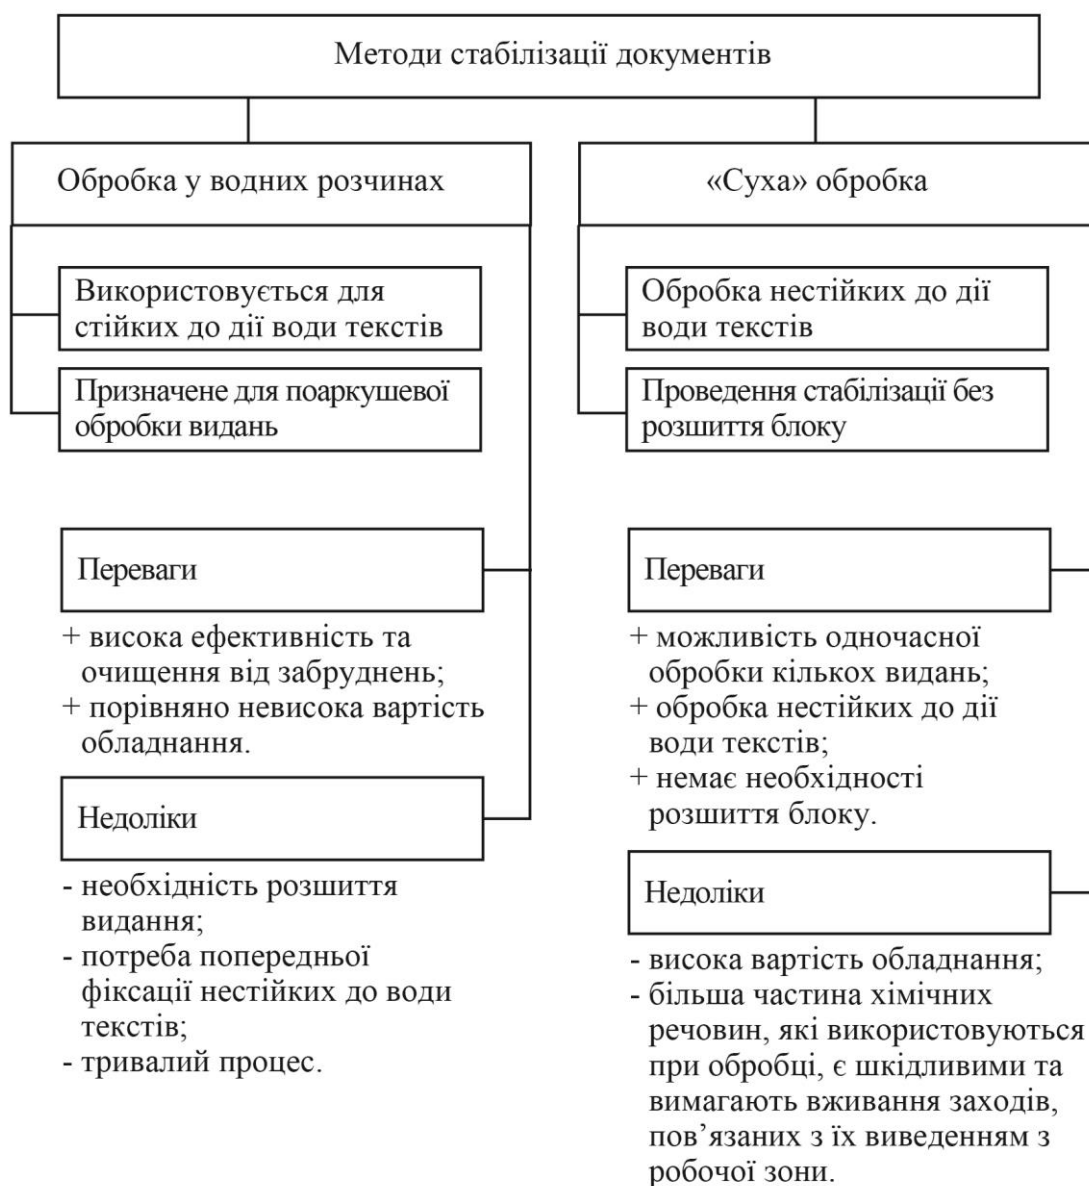 Методи стабілізації документів
Обробка у водних розчинах
Використовується для
стійких до дії води текстів
Призначене для поаркушевої
обробки видань
Переваги
+ висока ефективність та
очищення від забруднень;
+ порівняно невисока вартість
обладнання.
Недоліки
- необхідність розшиття
видання;
- потреба попередньої
фіксації нестійких до води
текстів;
- тривалий процес.
«Суха» обробка
Обробка нестійких до дії
води текстів
Проведення стабілізації без
розшиття блоку
Переваги
+ можливість одночасної
обробки кількох видань;
+ обробка нестійких до дії
води текстів;
+ немає необхідності
розшиття блоку.
Недоліки
- висока вартість обладнання;
- більша частина хімічних
речовин, які використовуються
при обробці, є шкідливими та
вимагають вживання заходів,
пов’язаних з їх виведенням з
робочої зони.